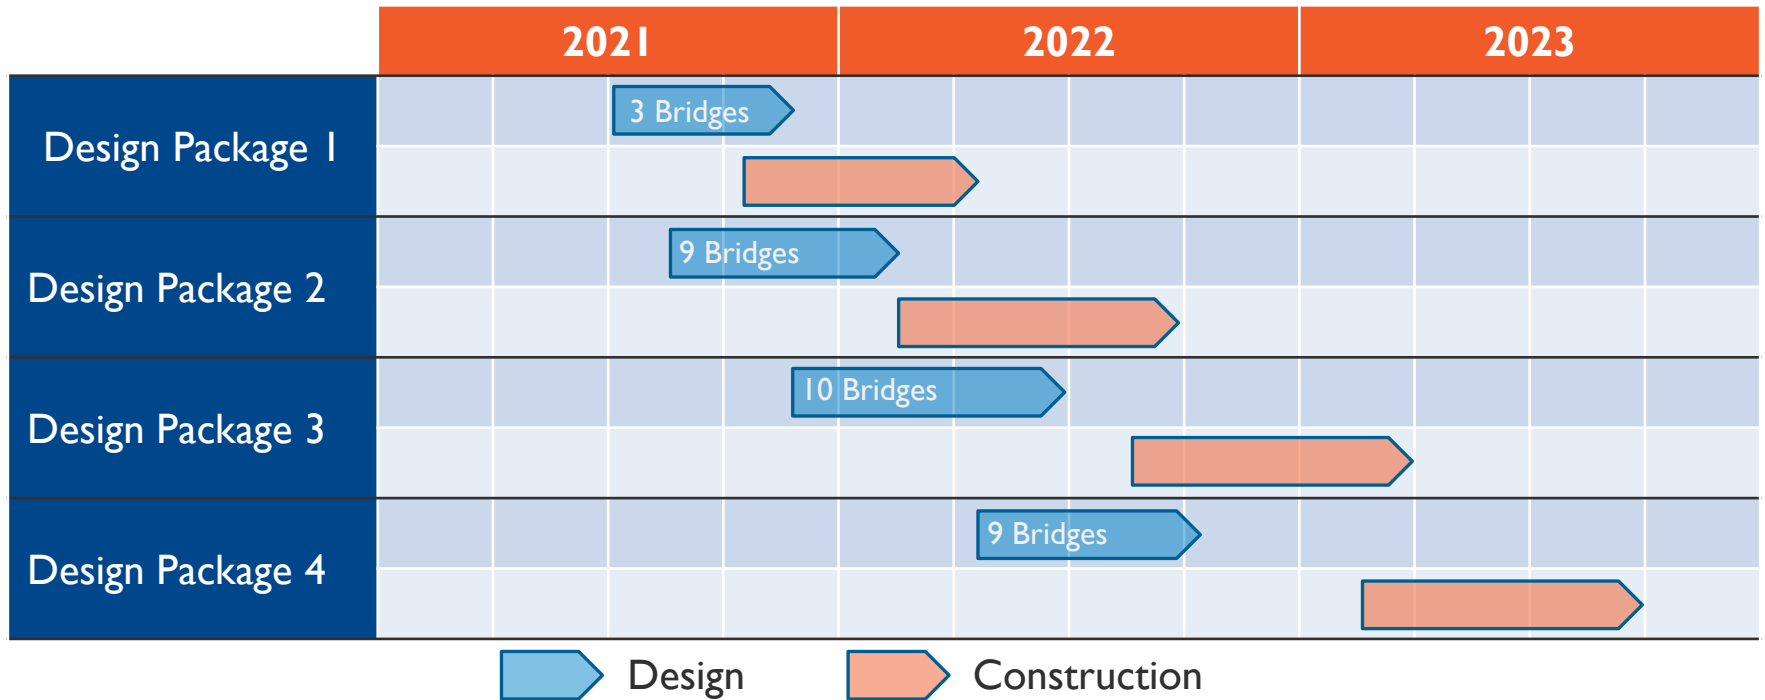 2021 2022 2023
Design Package 1
3 Bridges
Design Package 2
9 Bridges
Design Package 3
10 Bridges
Design Package 4
9 Bridges
Design Construction